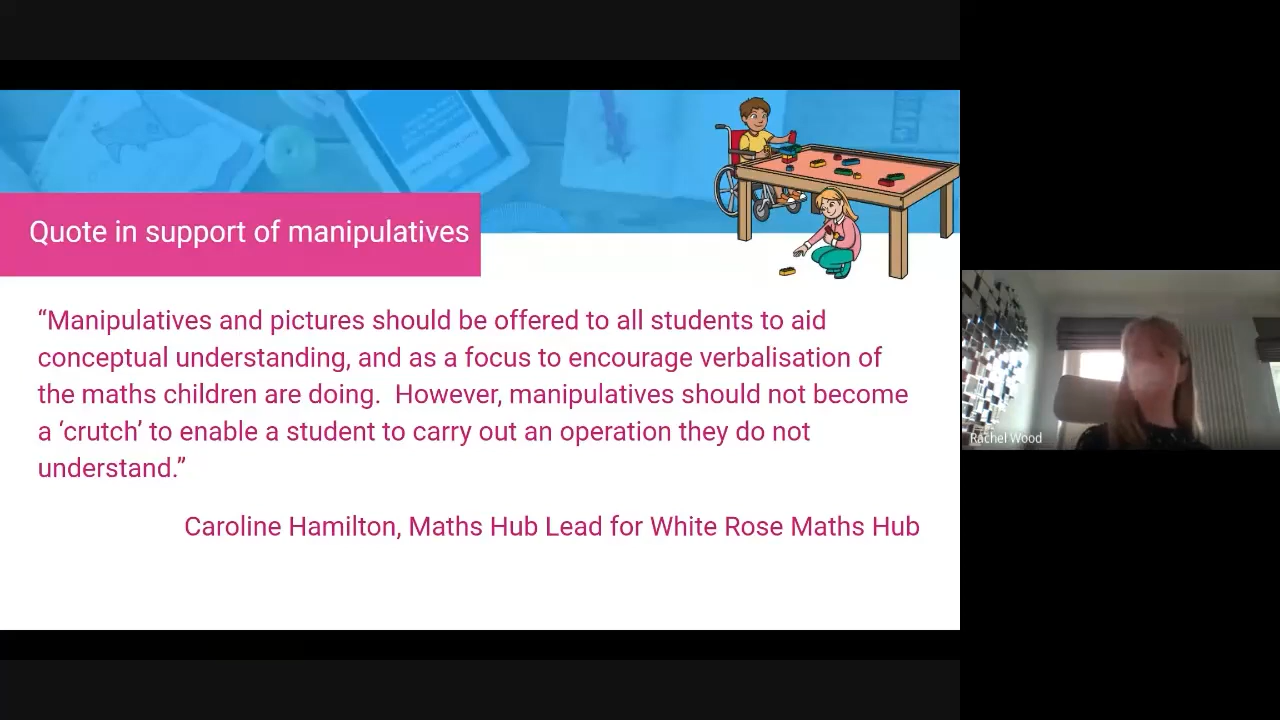 Quote in support of manipulatives
“Manipulatives and pictures should be offered to all students to aid
conceptual understanding, and as a focus to encourage verbalisation of
the maths children are doing.  However, manipulatives should not become
a ‘crutch’ to enable a student to carry out an operation they do not
understand.”
Caroline Hamilton, Maths Hub Lead for White Rose Maths Hub
Rachel Wood